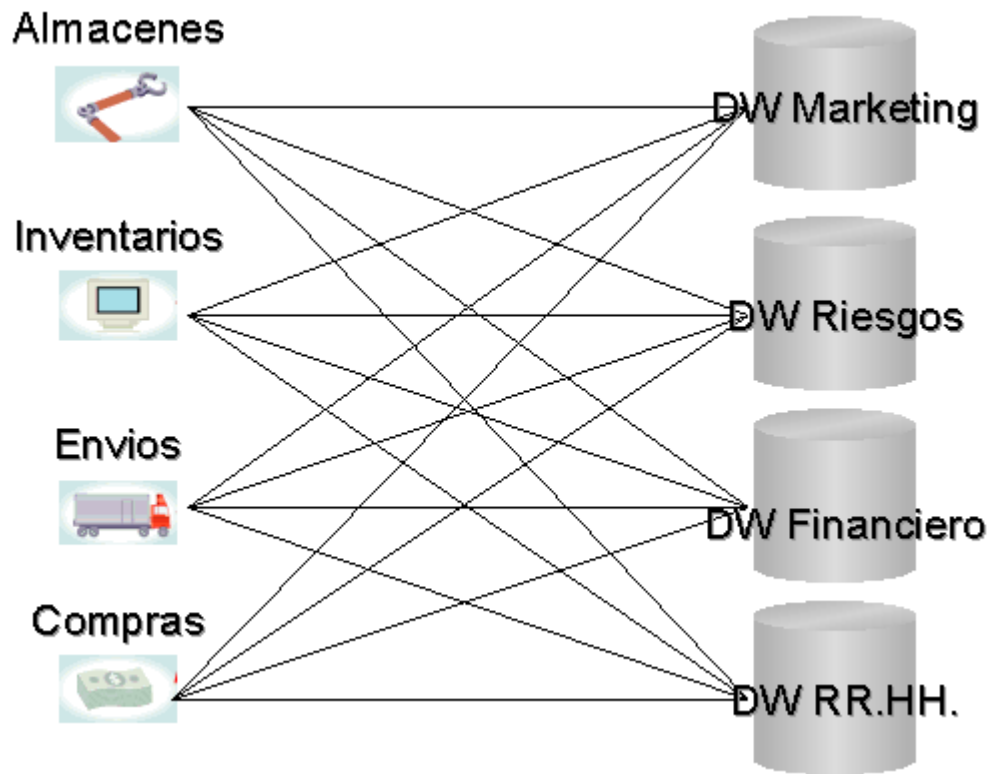 Almacenes
DW Marketing
Inventarios
DW Riesgos
Envios
DW Financiero
Compras
DW RR.HH.